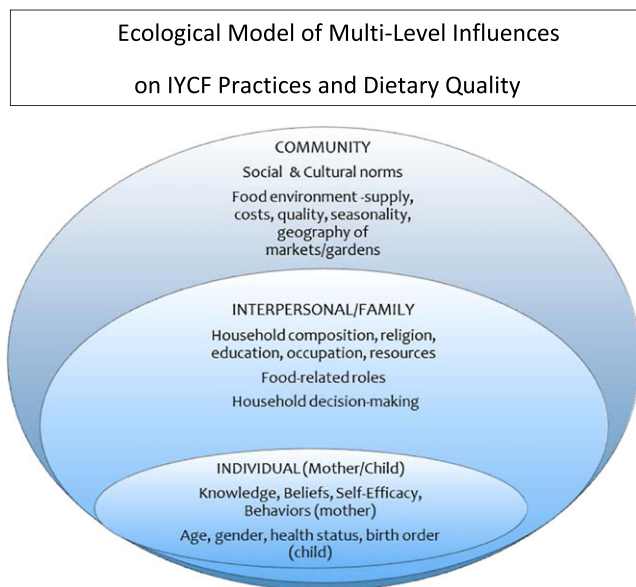 Ecological Model of Multi-Level Influences
on IYCF Practices and Dietary Quality
COMMUNITY
Social & Cultural norms
Food environment -supply,
costs, quality, seasonality,
geography of
markets/gardens
INTERPERSONAL/FAMILY
Household composition, religion,
education, occupation, resources
Food-related roles
Household decision-making
INDIVIDUAL (Mother/Child)
Knowledge, Beliefs, Self-Efficacy,
Behaviors (mother)
Age, gender, health status, birth order
(child)